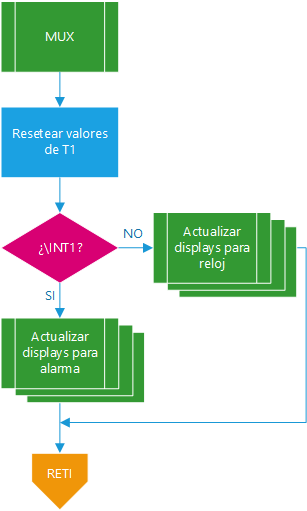 MUX
Resetear valores
de T1
¿\INT1?
NO
Actualizar
displays para
reloj
SI
Actualizar
displays para
alarma
RETI